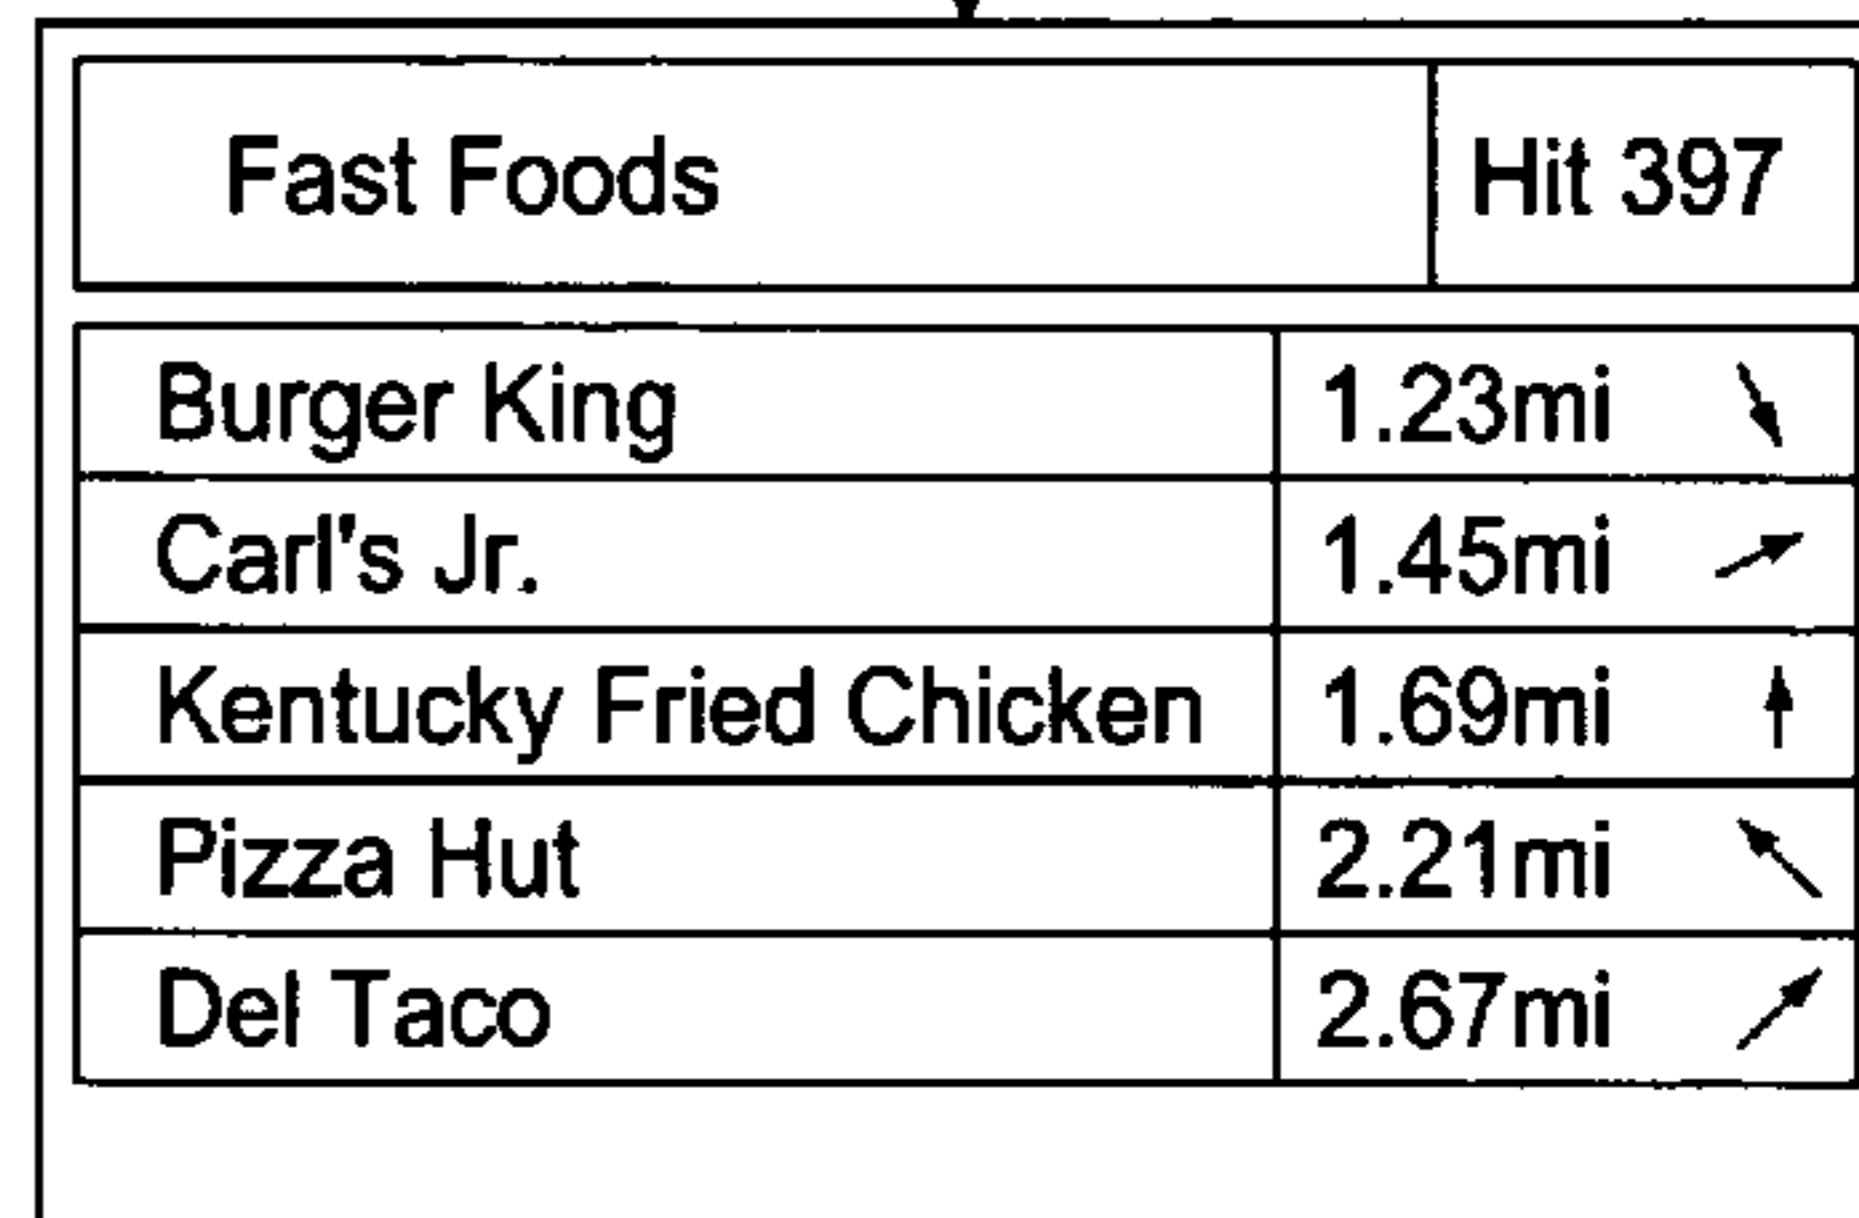 Fast Foods Hit 397
Burger King 1.23mi
Carl's Jr. 1.45mi
Kentucky Fried Chicken 1.69mi
Pizza Hut 2.21mi
Del Taco 2.67mi